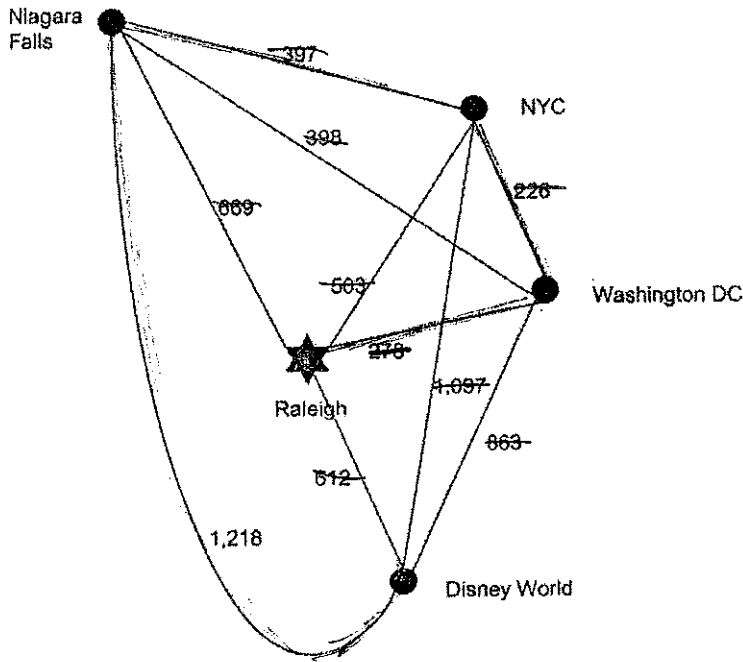 Niagara
Falls
397
NYC
398
226
669
503
Washington DC
278
Raleigh
1,097
863
612
1,218
Disney World